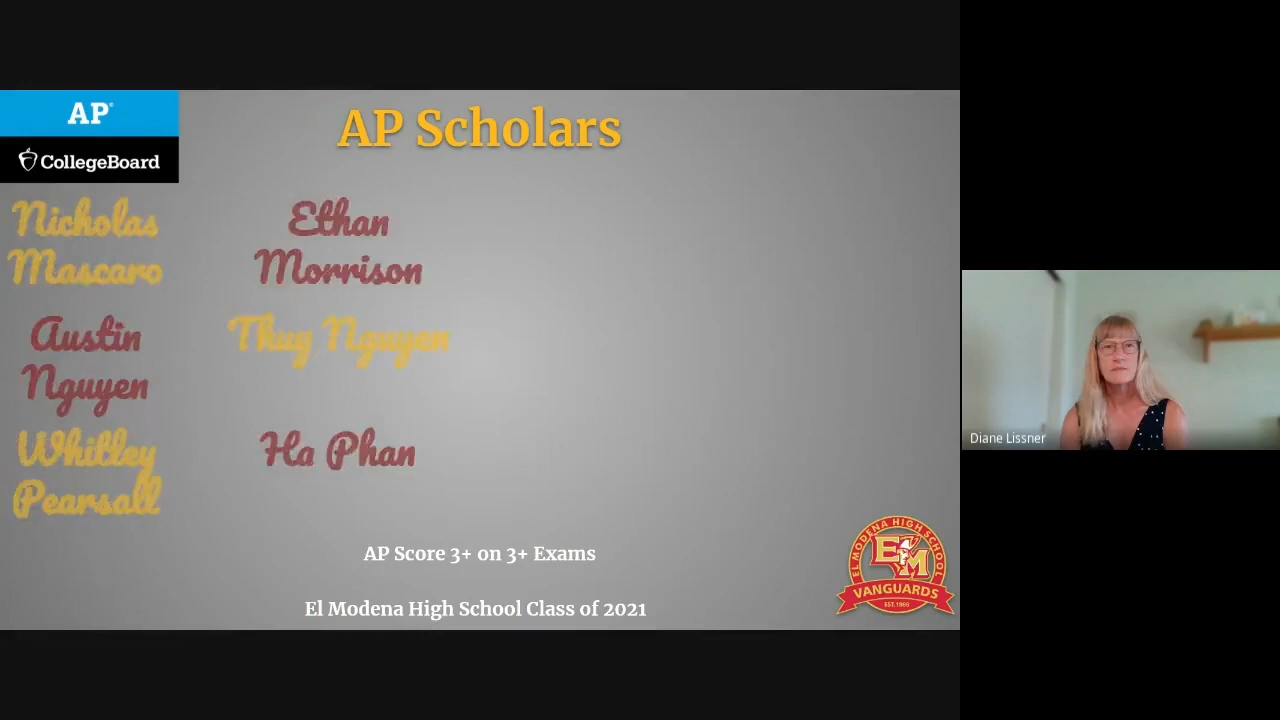 AP
CollegeBoard
AP Scholars
Nicholas
Mascaro
Ethan
Morrison
Austin
Nguyen
Thuy Nguyen
Whitley
Pearsall
Ha Phan
AP Score 3+ on 3+ Exams
El Modena High School Class of 2021
EL MODENA HIGH SCHOOL
EM
VANGUARDS
EST. 1966
Diane Lissner